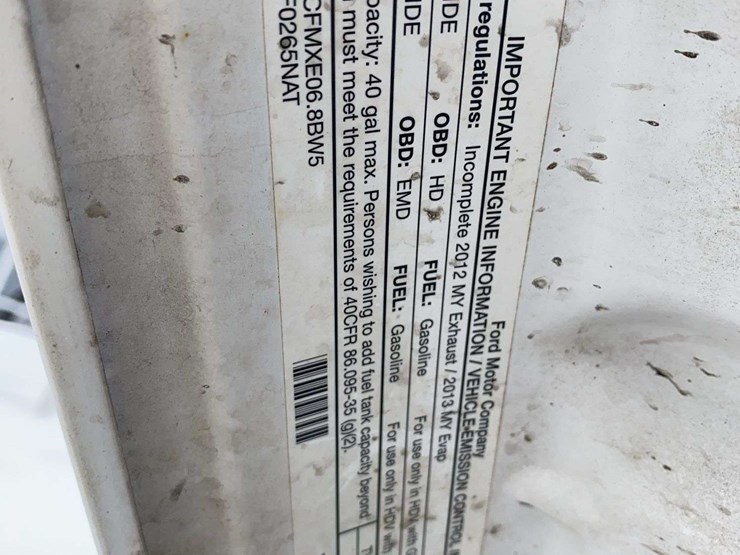 Ford Motor Company
IMPORTANT ENGINE INFORMATION / VEHICLE EMISSION CONTROL
regulations: Incomplete 2012 MY Exhaust / 2013 MY Evap
IDE OBD: HD FUEL: Gasoline For use only in HDV with
IDE OBD: EMD FUEL: Gasoline For use only in HDV with
pacity: 40 gal max. Persons wishing to add fuel tank capacity beyond
must meet the requirements of 40CFR 86.095-35 (g)(2).
CFMXE06.8BW5
F0265NAT